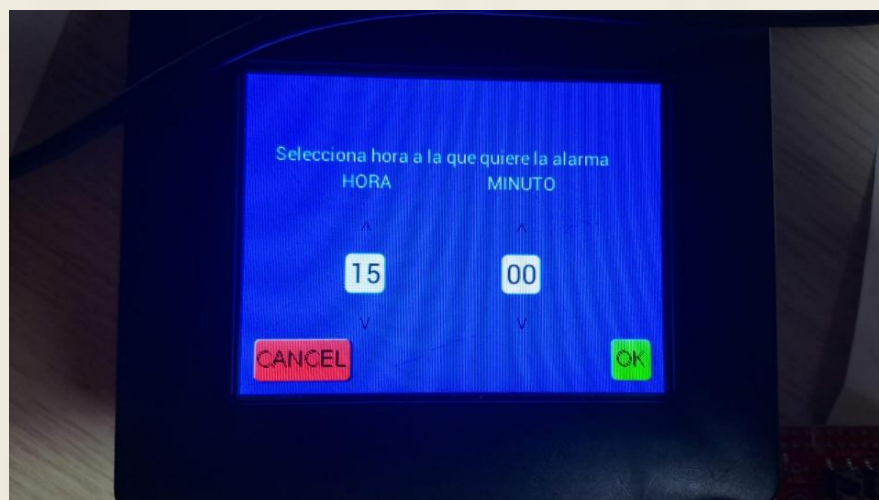 Selecciona hora a la que quiere la alarma
HORA MINUTO
^ ^
15 00
v v
CANCEL OK